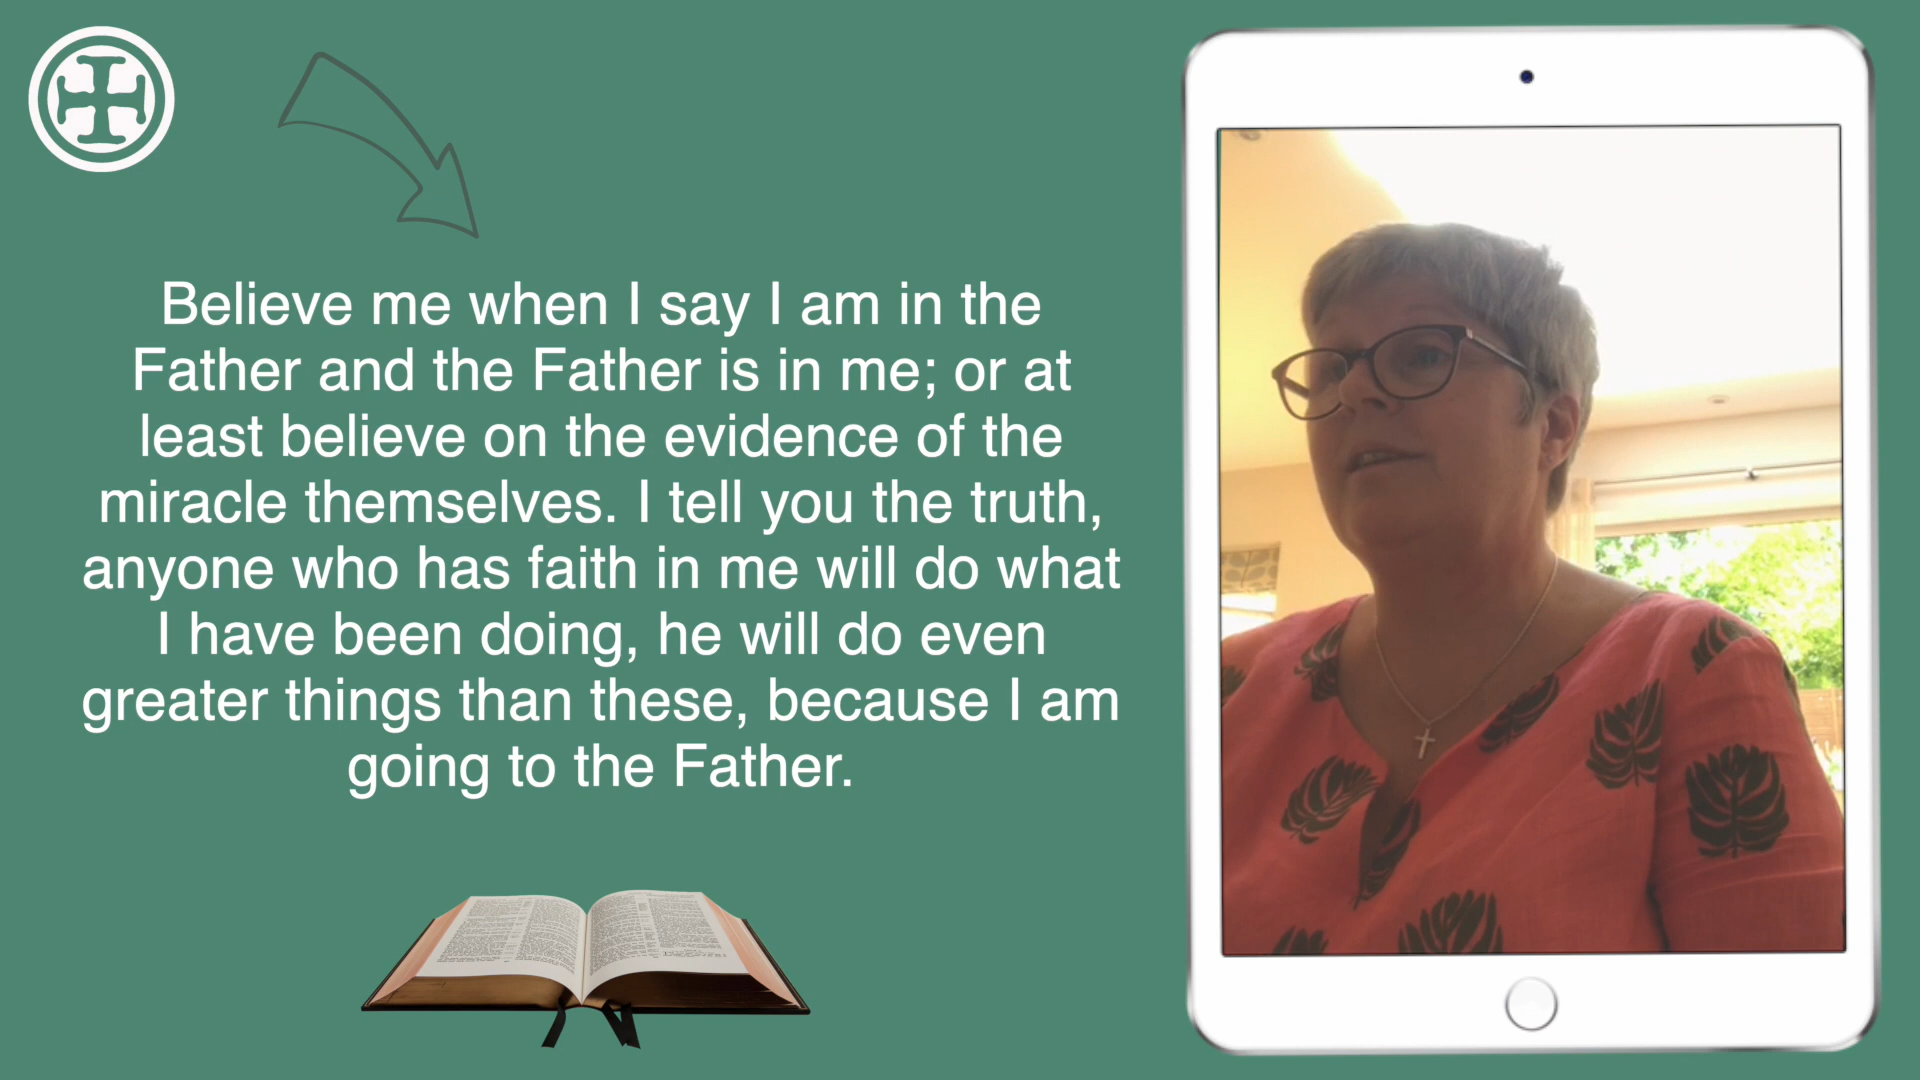 Believe me when I say I am in the
Father and the Father is in me; or at
least believe on the evidence of the
miracle themselves. I tell you the truth,
anyone who has faith in me will do what
I have been doing, he will do even
greater things than these, because I am
going to the Father.